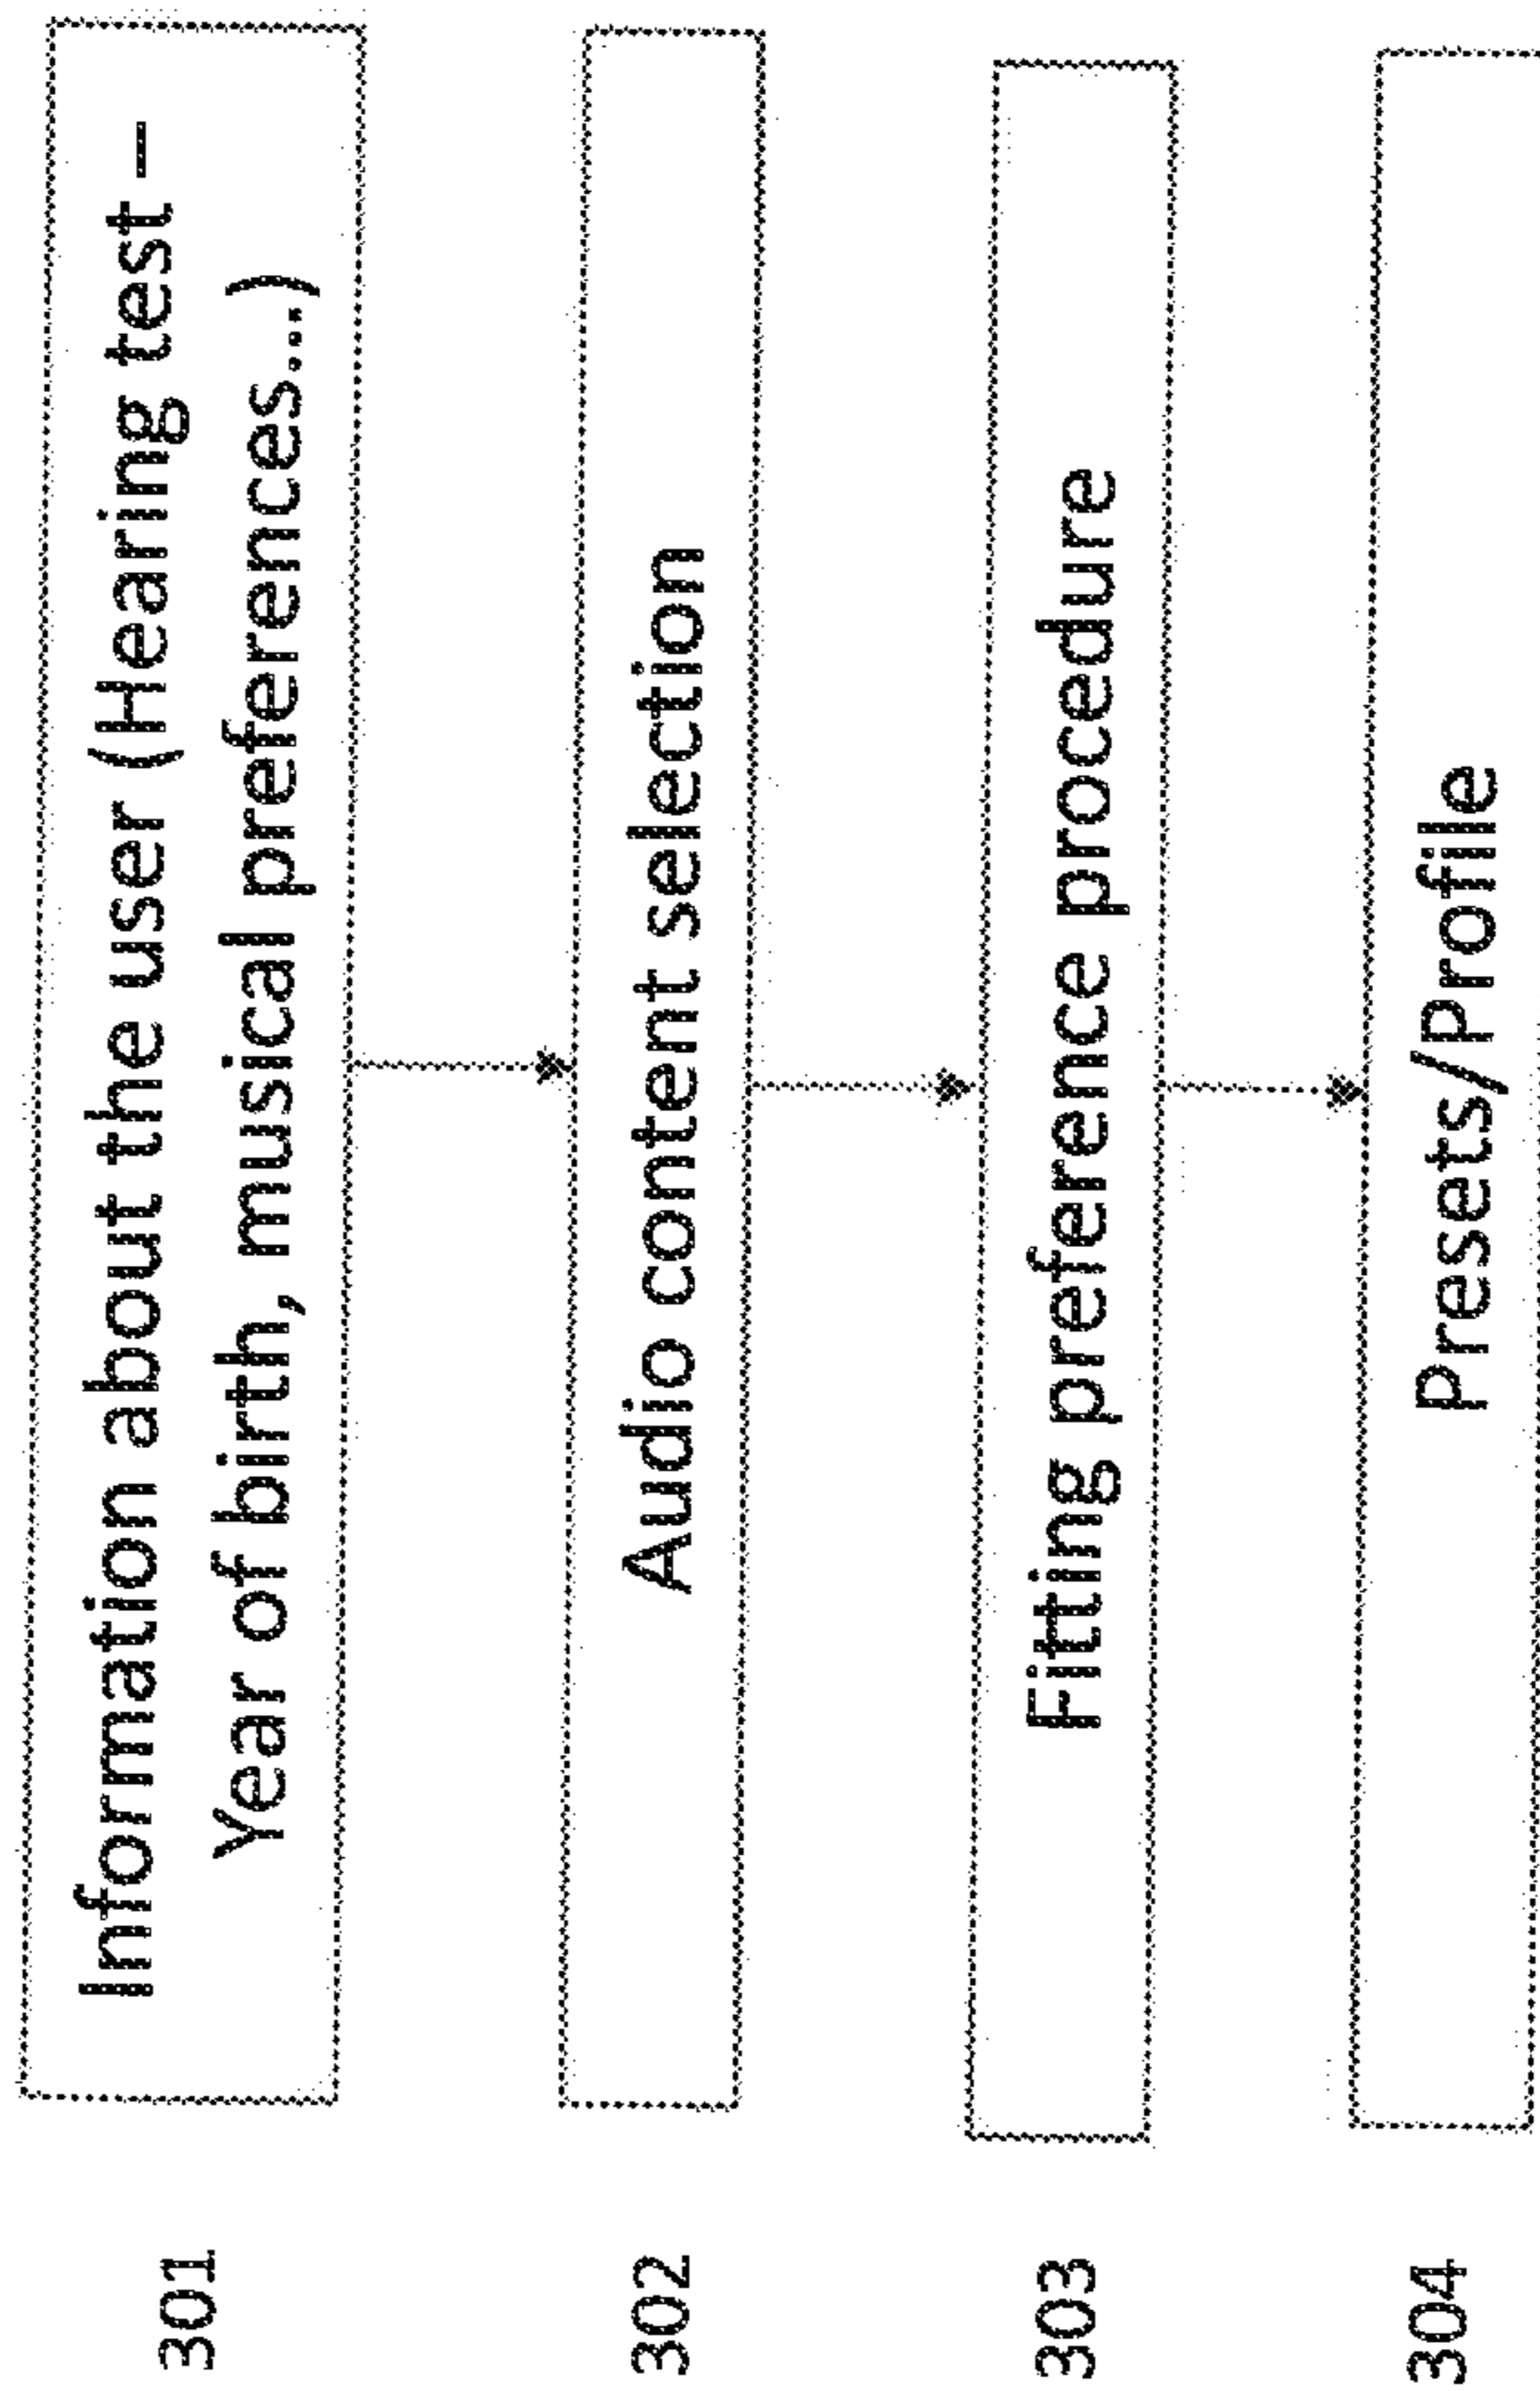 301
Information about the user (Hearing test –
Year of birth, musical preferences...)
302
Audio content selection
303
Fitting preference procedure
304
Presets/Profile